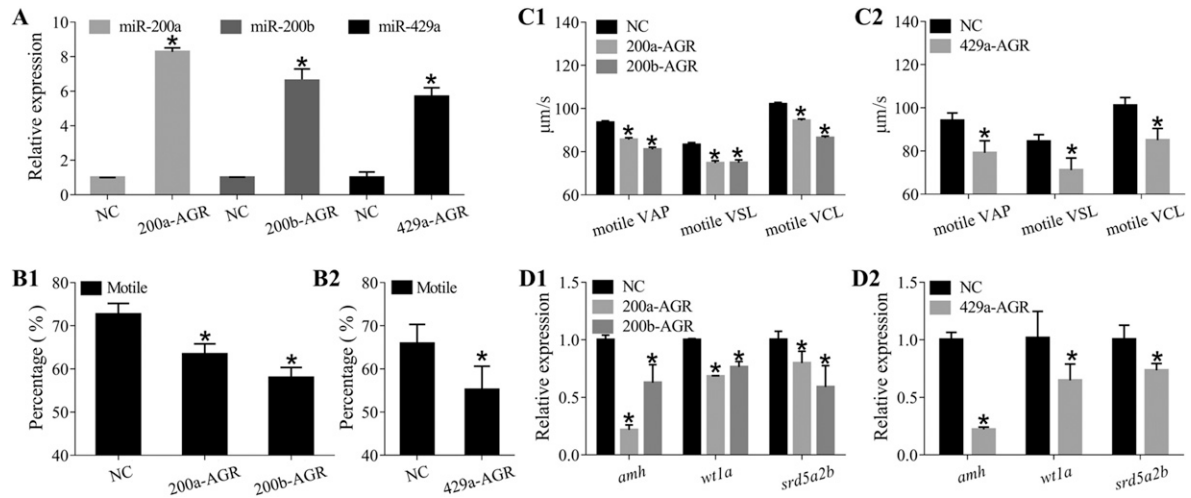 A
miR-200a
miR-200b
miR-429a
Relative expression
10
8
6
4
2
0
NC
200a-AGR
NC
200b-AGR
NC
429a-AGR
C1
NC
200a-AGR
200b-AGR
μm/s
140
120
100
80
60
motile VAP
motile VSL
motile VCL
C2
NC
429a-AGR
μm/s
140
120
100
80
60
motile VAP
motile VSL
motile VCL
B1
Motile
Percentage ( % )
80
70
60
50
40
NC
200a-AGR
200b-AGR
B2
Motile
Percentage ( % )
80
70
60
50
40
NC
429a-AGR
D1
NC
200a-AGR
200b-AGR
Relative expression
1.5
1.0
0.5
0.0
amh
wt1a
srd5a2b
D2
NC
429a-AGR
Relative expression
1.5
1.0
0.5
0.0
amh
wt1a
srd5a2b